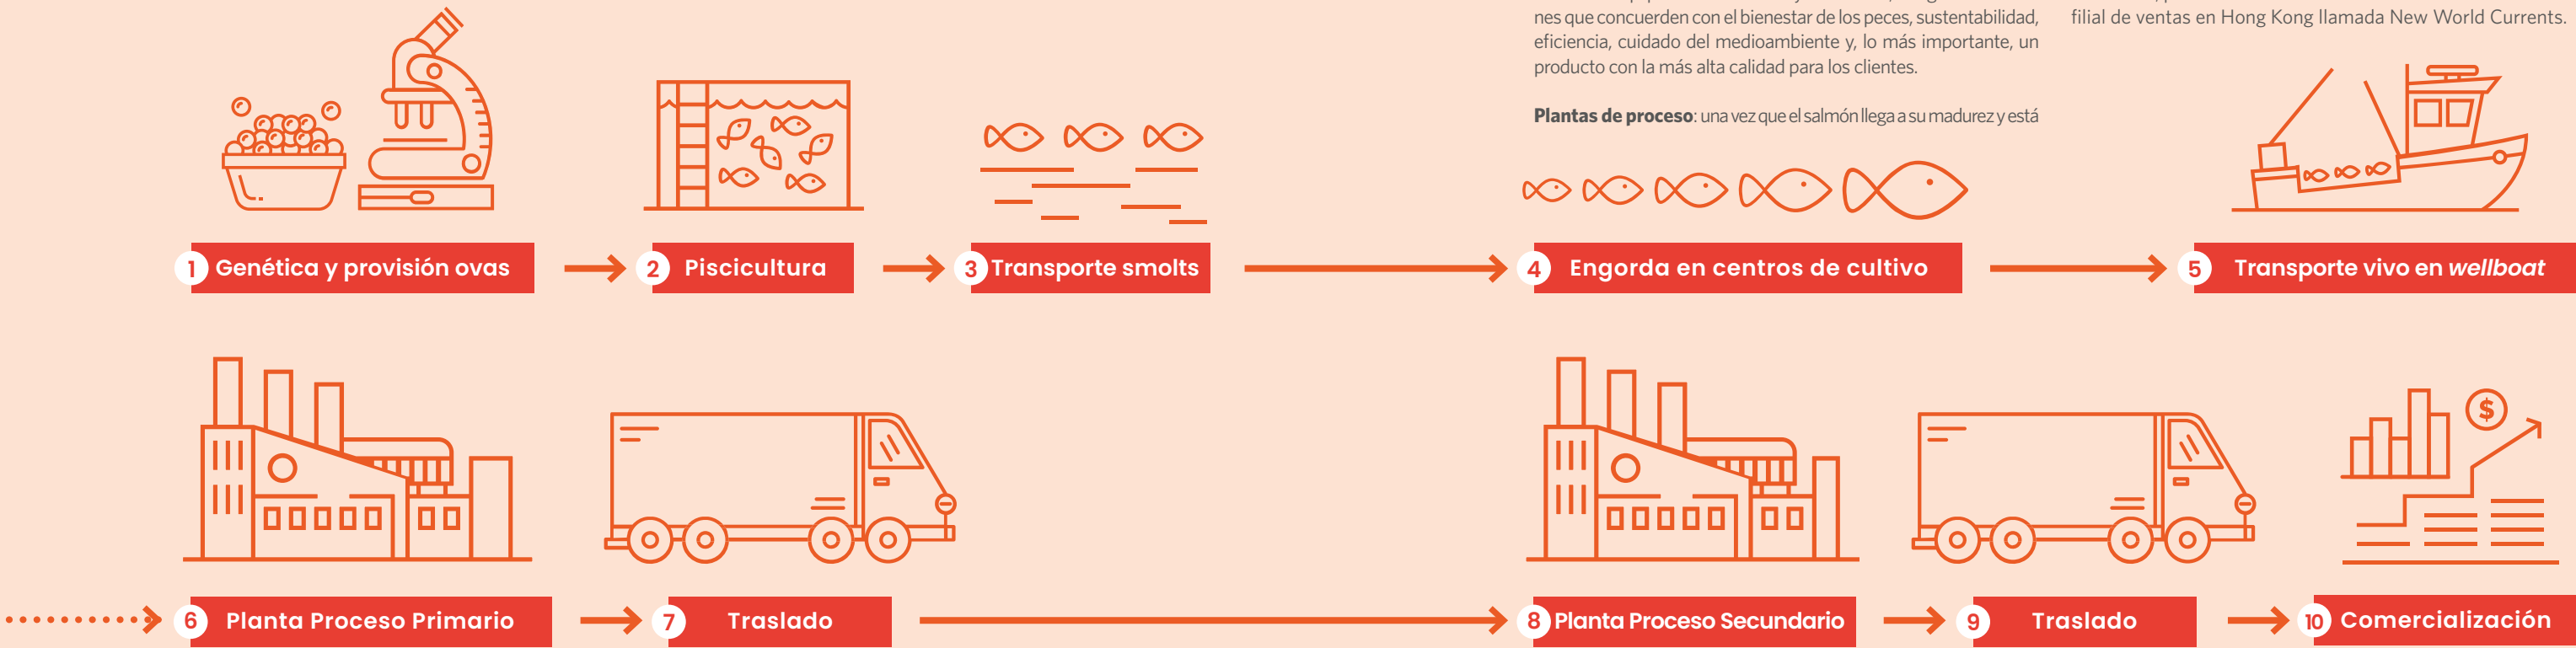 nes que concuerden con el bienestar de los peces, sustentabilidad,
eficiencia, cuidado del medioambiente y, lo más importante, un
producto con la más alta calidad para los clientes.
Plantas de proceso: una vez que el salmón llega a su madurez y está
filial de ventas en Hong Kong llamada New World Currents.
1 Genética y provisión ovas
2 Piscicultura
3 Transporte smolts
4 Engorda en centros de cultivo
5 Transporte vivo en wellboat
$
6 Planta Proceso Primario
7 Traslado
8 Planta Proceso Secundario
9 Traslado
10 Comercialización